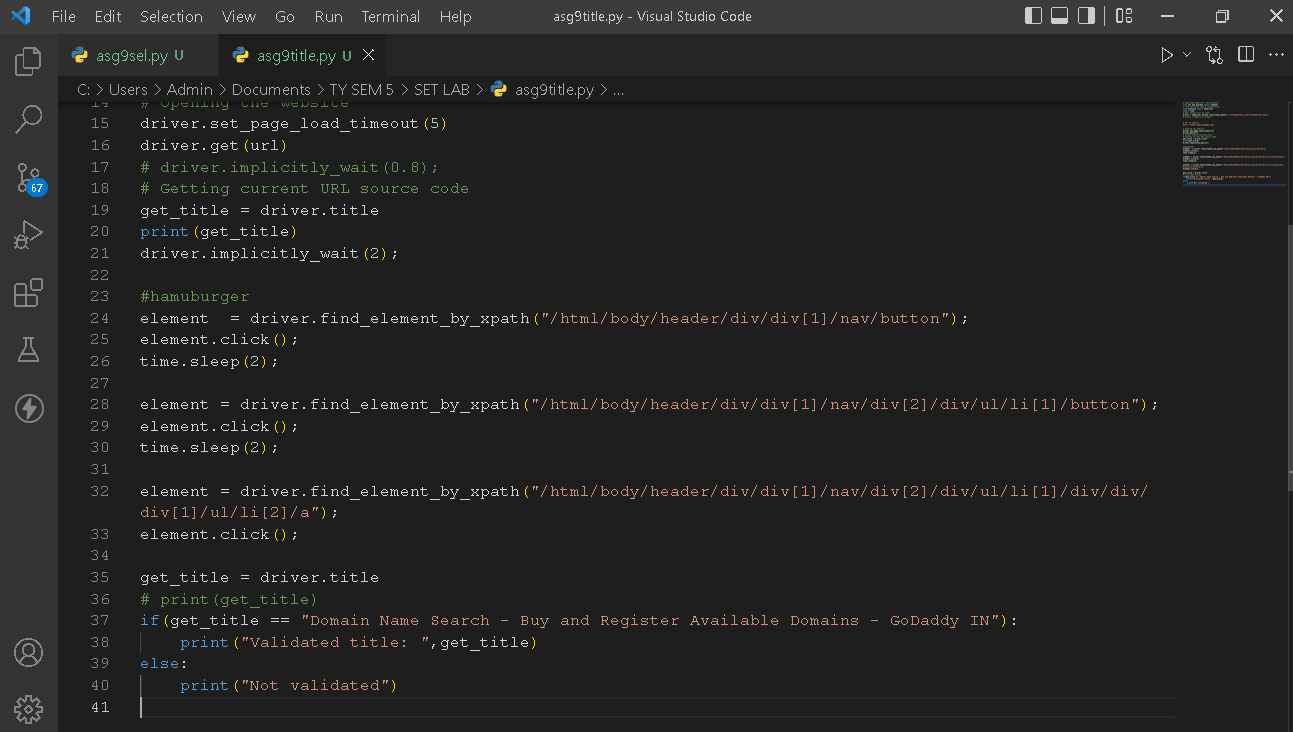 File Edit Selection View Go Run Terminal Help asg9title.py - Visual Studio Code
asg9sel.py U asg9title.py U
C: > Users > Admin > Documents > TY SEM 5 > SET LAB > asg9title.py > ...
14 # Opening the website
15 driver.set_page_load_timeout(5)
16 driver.get(url)
17 # driver.implicitly_wait(0.8);
67
18 # Getting current URL source code
19 get_title = driver.title
20 print(get_title)
21 driver.implicitly_wait(2);
22
23 #hamuburger
24 element  = driver.find_element_by_xpath("/html/body/header/div/div[1]/nav/button");
25 element.click();
26 time.sleep(2);
27
28 element = driver.find_element_by_xpath("/html/body/header/div/div[1]/nav/div[2]/div/ul/li[1]/button");
29 element.click();
30 time.sleep(2);
31
32 element = driver.find_element_by_xpath("/html/body/header/div/div[1]/nav/div[2]/div/ul/li[1]/div/div/
div[1]/ul/li[2]/a");
33 element.click();
34
35 get_title = driver.title
36 # print(get_title)
37 if(get_title == "Domain Name Search - Buy and Register Available Domains - GoDaddy IN"):
38     print("Validated title: ",get_title)
39 else:
40     print("Not validated")
41